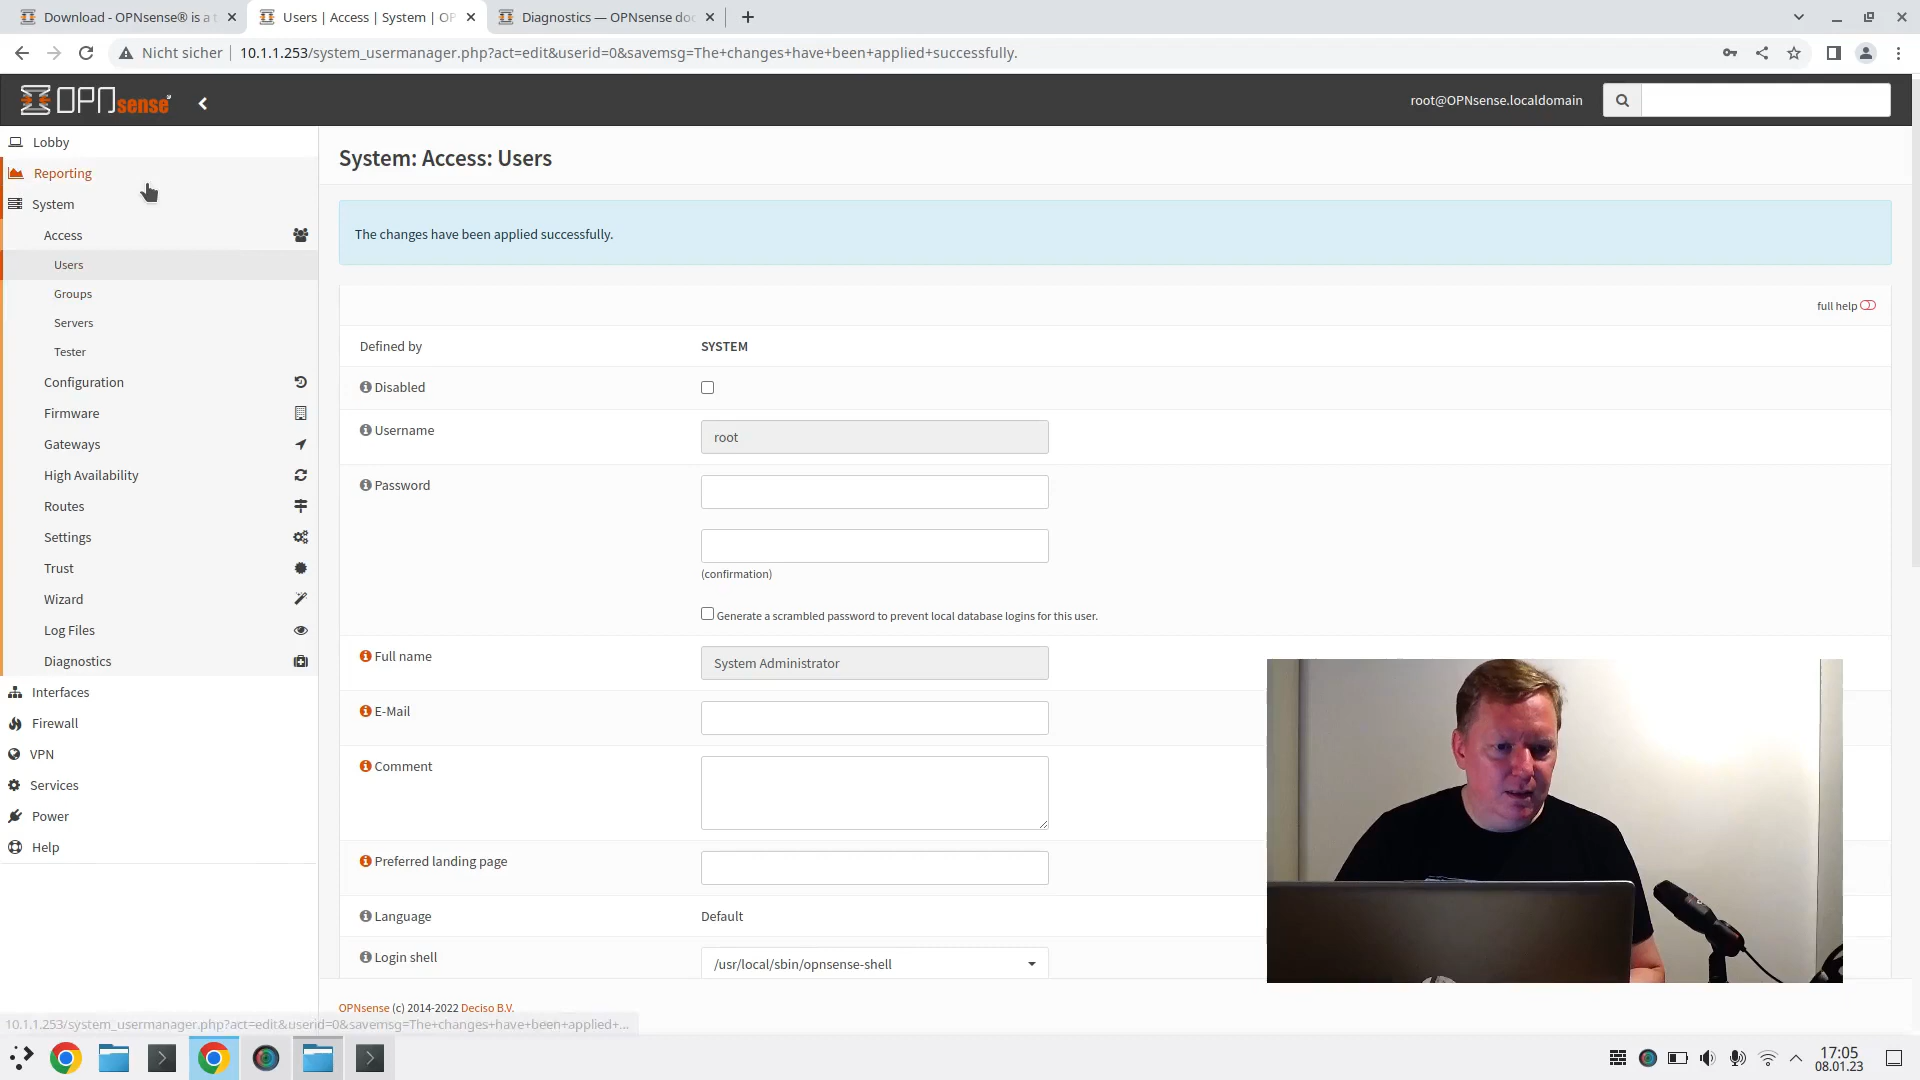 Download - OPNsense® is a t
Users | Access | System | OP
Diagnostics — OPNsense doc
Nicht sicher
10.1.1.253/system_usermanager.php?act=edit&userid=0&savemsg=The+changes+have+been+applied+successfully.
OPNsense
root@OPNsense.localdomain
Lobby
Reporting
System
Access
Users
Groups
Servers
Tester
Configuration
Firmware
Gateways
High Availability
Routes
Settings
Trust
Wizard
Log Files
Diagnostics
Interfaces
Firewall
VPN
Services
Power
Help
System: Access: Users
The changes have been applied successfully.
full help
Defined by
SYSTEM
Disabled
Username
root
Password
(confirmation)
Generate a scrambled password to prevent local database logins for this user.
Full name
System Administrator
E-Mail
Comment
Preferred landing page
Language
Default
Login shell
/usr/local/sbin/opnsense-shell
OPNsense (c) 2014-2022 Deciso B.V.
10.1.1.253/system_usermanager.php?act=edit&userid=0&savemsg=The+changes+have+been+applied+...
17:05
08.01.23